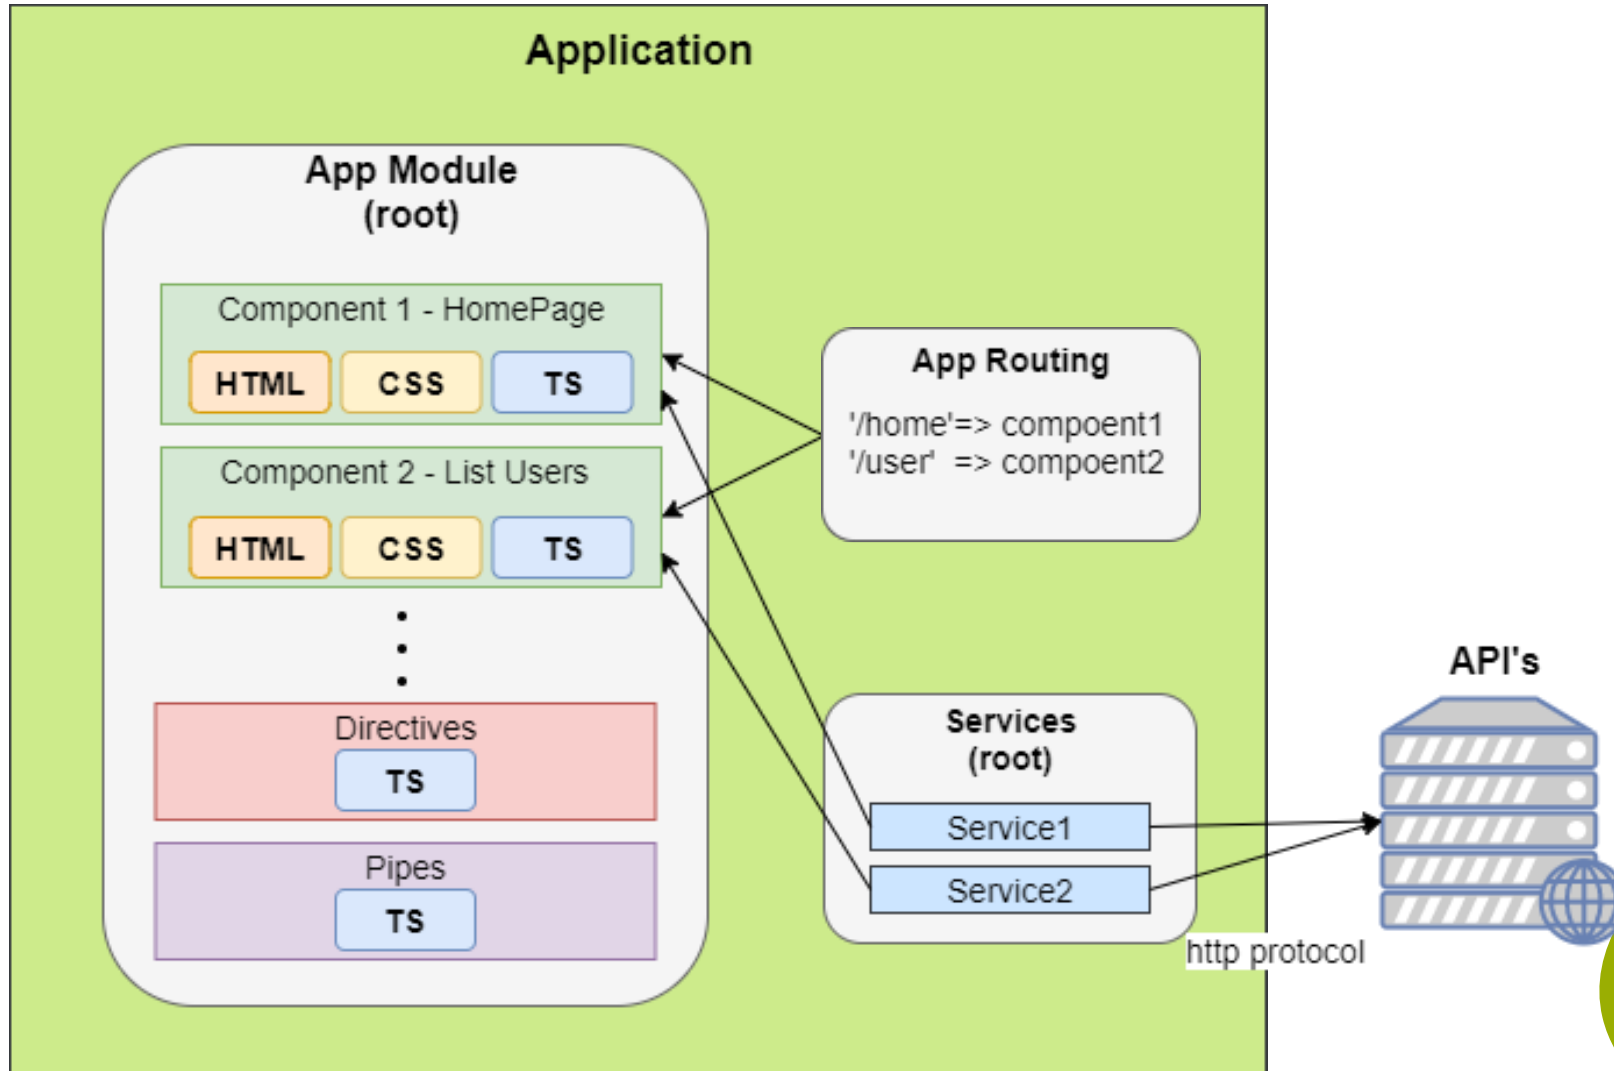 Application
App Module
(root)
Component 1 - HomePage
HTML CSS TS
Component 2 - List Users
HTML CSS TS
Directives
TS
Pipes
TS
App Routing
'/home'=> compoent1
'/user' => compoent2
Services
(root)
Service1
Service2
http protocol
API's